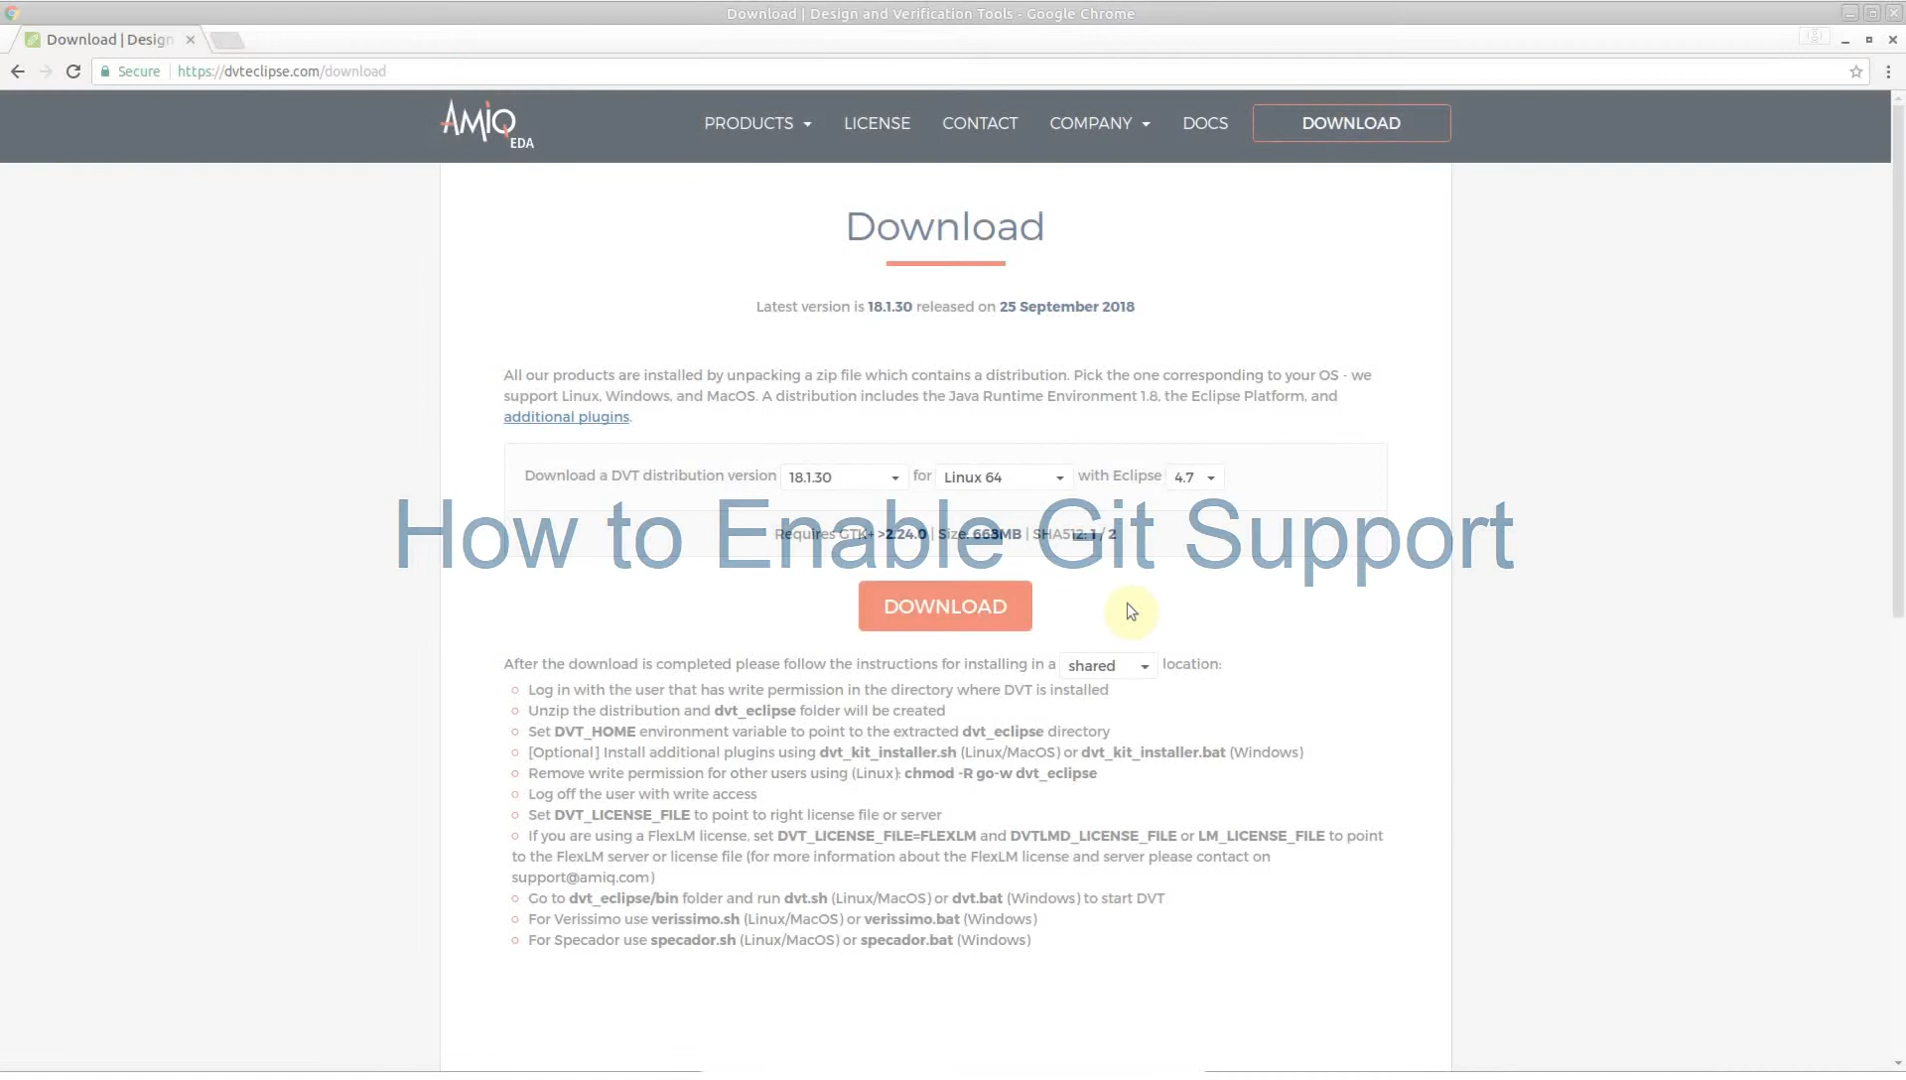 Download | Design and Verification Tools - Google Chrome
Download | Design
Secure https://dvteclipse.com/download
AMIQ EDA
PRODUCTS LICENSE CONTACT COMPANY DOCS DOWNLOAD
Download
Latest version is 18.1.30 released on 25 September 2018
All our products are installed by unpacking a zip file which contains a distribution. Pick the one corresponding to your OS - we
support Linux, Windows, and MacOS. A distribution includes the Java Runtime Environment 1.8, the Eclipse Platform, and
additional plugins.
Download a DVT distribution version 18.1.30 for Linux 64 with Eclipse 4.7
How to Enable Git Support
Requires GTK+ >2.24.0 | Size: 668MB | SHA512: 1 / 2
DOWNLOAD
After the download is completed please follow the instructions for installing in a shared location:
Log in with the user that has write permission in the directory where DVT is installed
Unzip the distribution and dvt_eclipse folder will be created
Set DVT_HOME environment variable to point to the extracted dvt_eclipse directory
[Optional] Install additional plugins using dvt_kit_installer.sh (Linux/MacOS) or dvt_kit_installer.bat (Windows)
Remove write permission for other users using (Linux): chmod -R go-w dvt_eclipse
Log off the user with write access
Set DVT_LICENSE_FILE to point to right license file or server
If you are using a FlexLM license, set DVT_LICENSE_FILE=FLEXLM and DVTLMD_LICENSE_FILE or LM_LICENSE_FILE to point
to the FlexLM server or license file (for more information about the FlexLM license and server please contact on
support@amiq.com)
Go to dvt_eclipse/bin folder and run dvt.sh (Linux/MacOS) or dvt.bat (Windows) to start DVT
For Verissimo use verissimo.sh (Linux/MacOS) or verissimo.bat (Windows)
For Specador use specador.sh (Linux/MacOS) or specador.bat (Windows)